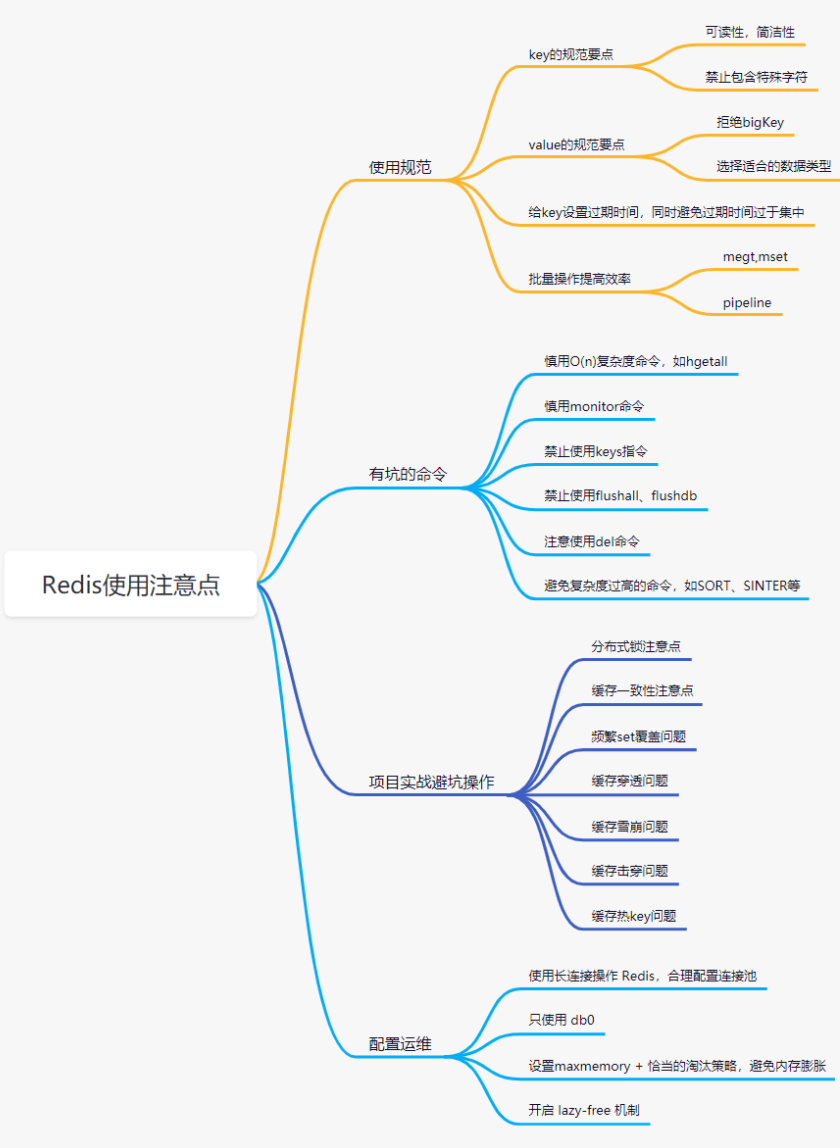 Redis使用注意点
使用规范
key的规范要点
可读性，简洁性
禁止包含特殊字符
value的规范要点
拒绝bigKey
选择适合的数据类型
给key设置过期时间，同时避免过期时间过于集中
批量操作提高效率
megt,mset
pipeline
有坑的命令
慎用O(n)复杂度命令，如hgetall
慎用monitor命令
禁止使用keys指令
禁止使用flushall、flushdb
注意使用del命令
避免复杂度过高的命令，如SORT、SINTER等
项目实战避坑操作
分布式锁注意点
缓存一致性注意点
频繁set覆盖问题
缓存穿透问题
缓存雪崩问题
缓存击穿问题
缓存热key问题
配置运维
使用长连接操作 Redis，合理配置连接池
只使用 db0
设置maxmemory + 恰当的淘汰策略，避免内存膨胀
开启 lazy-free 机制